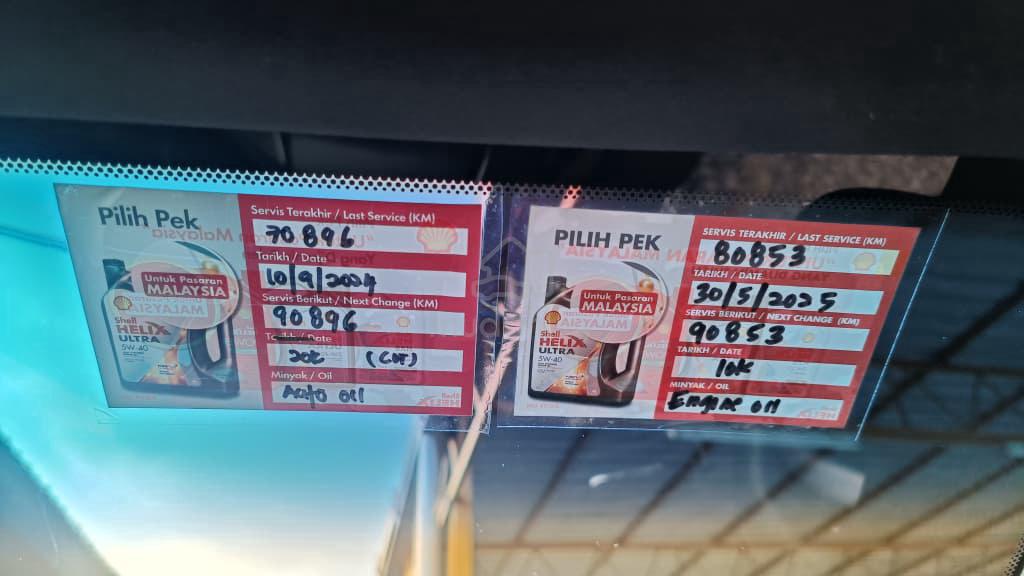 Pilih Pek
Servis Terakhir / Last Service (KM)
70896
Tarikh / Date
10/9/2024
Servis Berikut / Next Change (KM)
90896
Tarikh / Date
20k (CVT)
Minyak / Oil
Auto oil
Untuk Pasaran
MALAYSIA
Shell
HELIX
ULTRA
5W-40
PILIH PEK
SERVIS TERAKHIR / LAST SERVICE (KM)
80853
TARIKH / DATE
30/5/2025
SERVIS BERIKUT / NEXT CHANGE (KM)
90853
TARIKH / DATE
10k
MINYAK / OIL
Engine oil
Untuk Pasaran
MALAYSIA
Shell
HELIX
ULTRA
5W-40